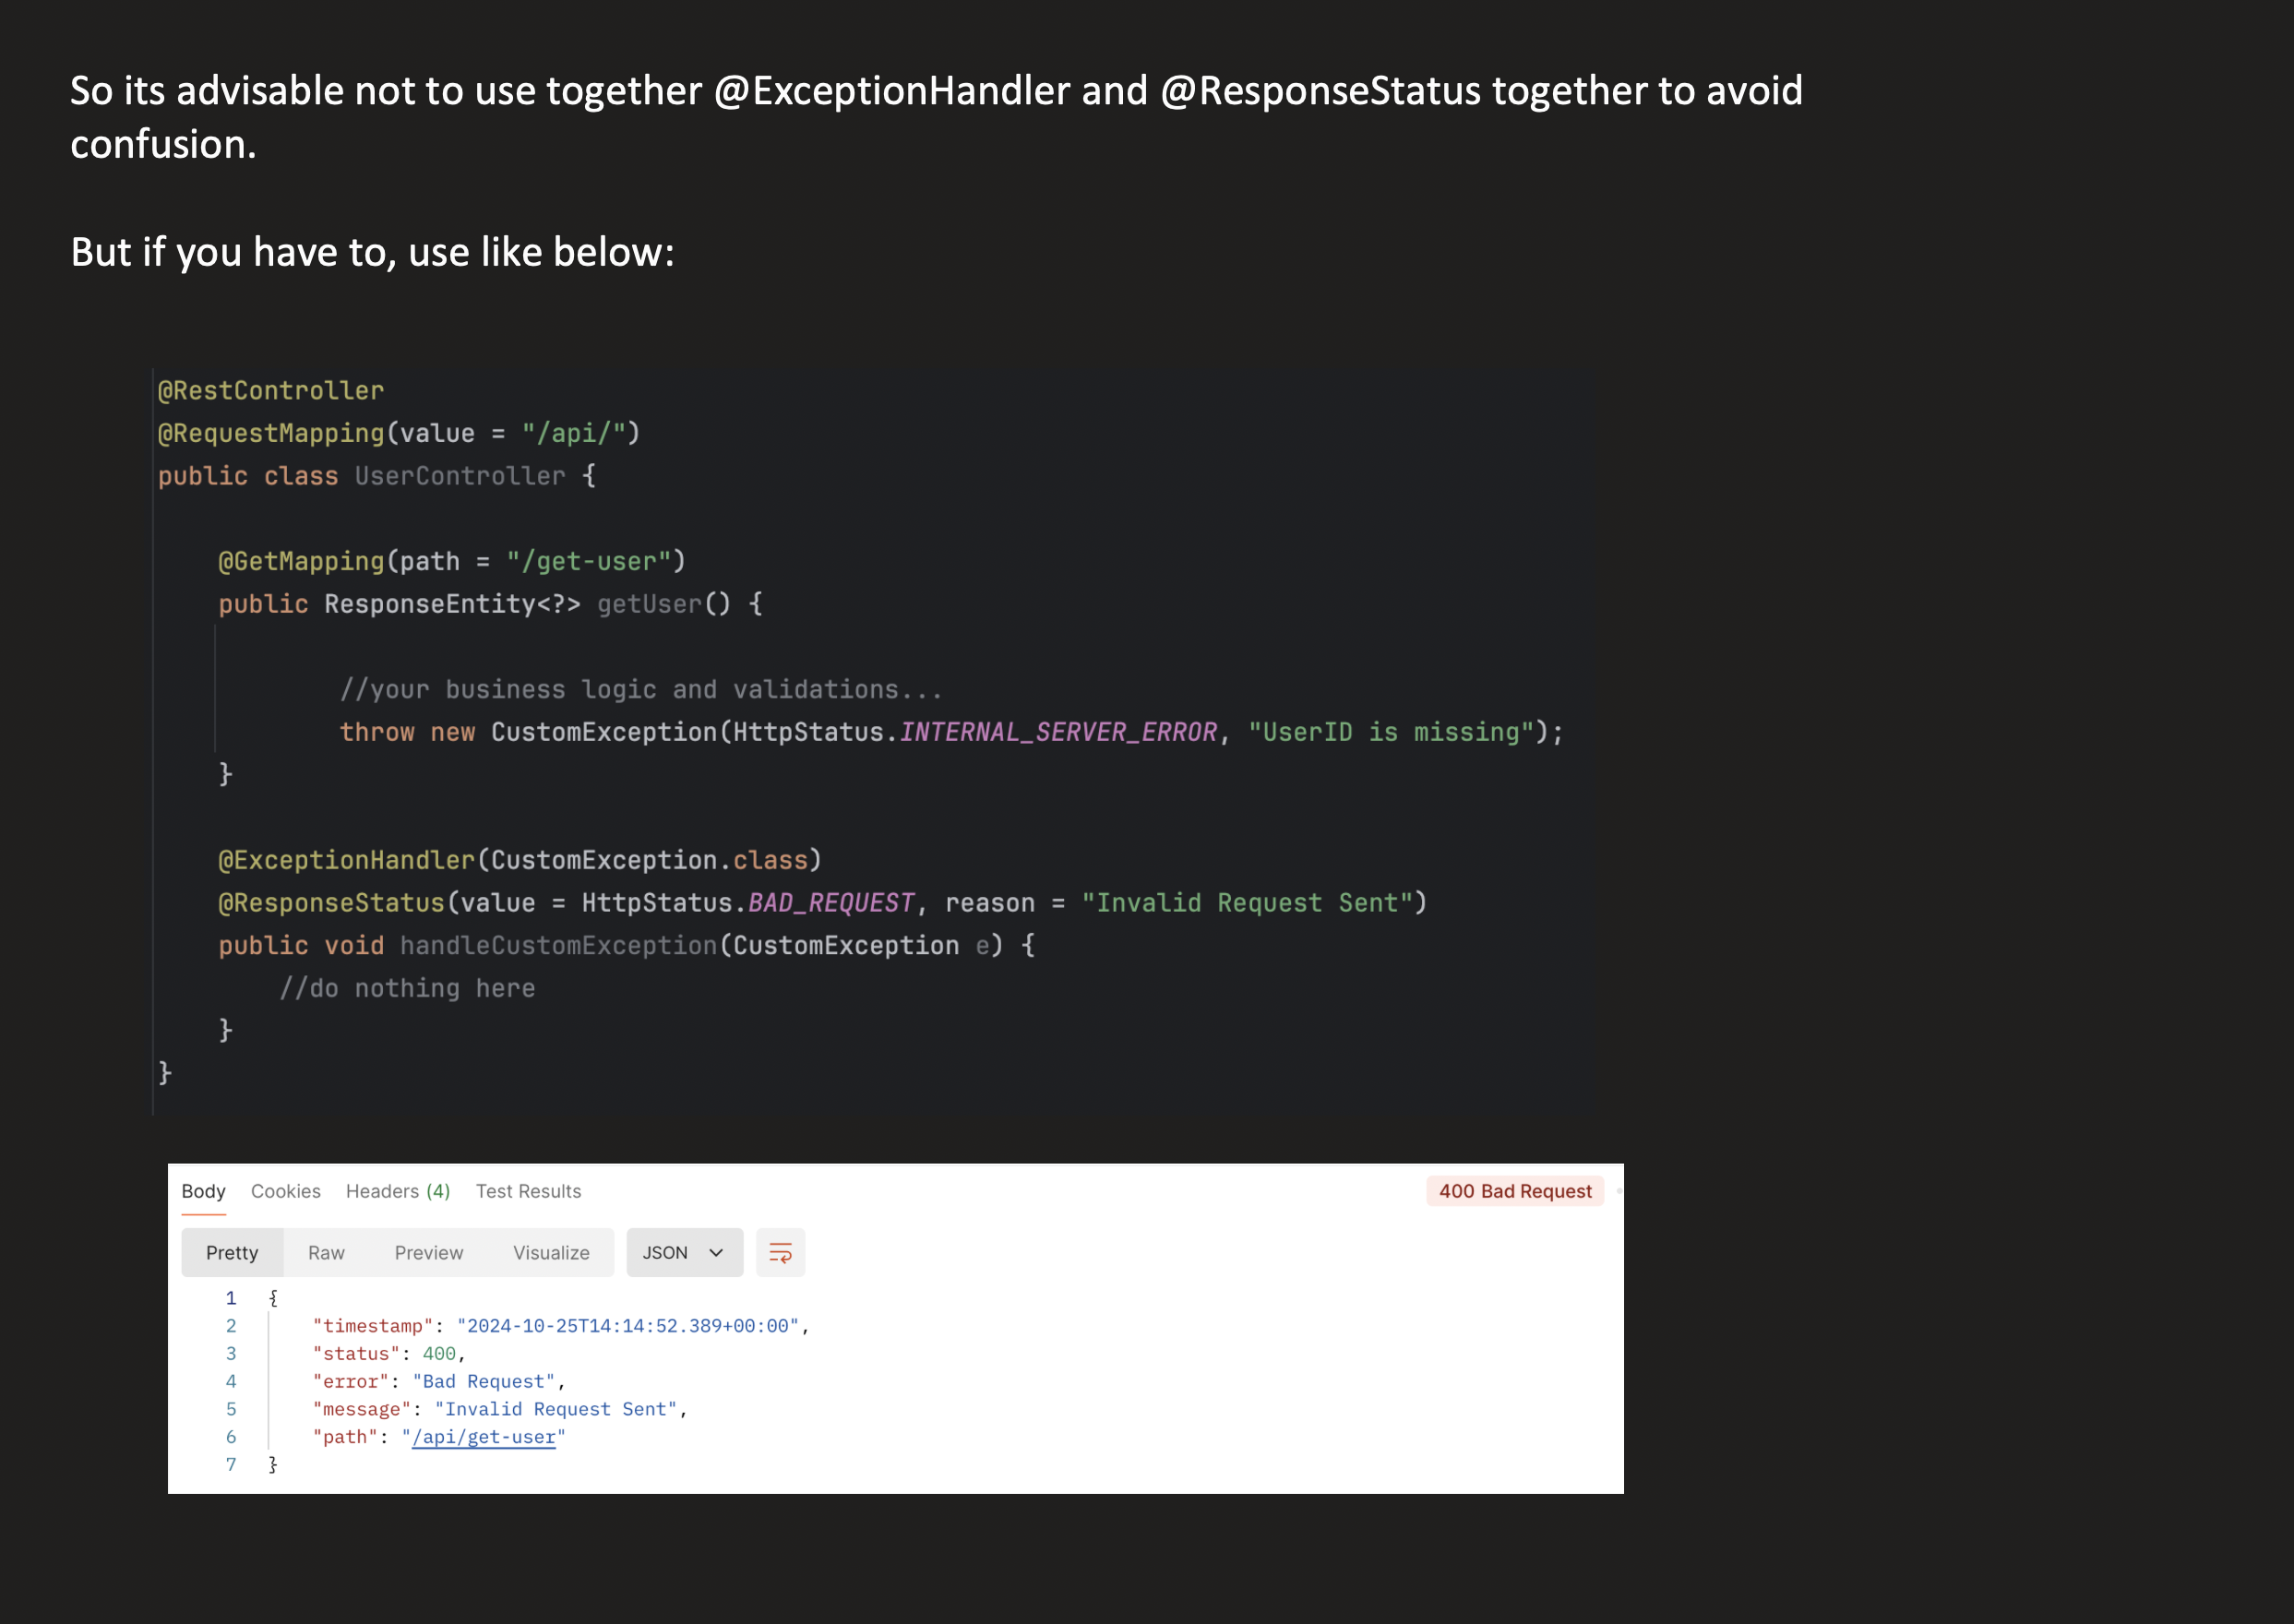 So its advisable not to use together @ExceptionHandler and @ResponseStatus together to avoid
confusion.
But if you have to, use like below:
@RestController
@RequestMapping(value = "/api/")
public class UserController {
@GetMapping(path = "/get-user")
public ResponseEntity<?> getUser() {
//your business logic and validations...
throw new CustomException(HttpStatus.INTERNAL_SERVER_ERROR, "UserID is missing");
}
@ExceptionHandler(CustomException.class)
@ResponseStatus(value = HttpStatus.BAD_REQUEST, reason = "Invalid Request Sent")
public void handleCustomException(CustomException e) {
//do nothing here
}
}
Body Cookies Headers (4) Test Results 400 Bad Request
Pretty Raw Preview Visualize JSON
1 {
2 "timestamp": "2024-10-25T14:14:52.389+00:00",
3 "status": 400,
4 "error": "Bad Request",
5 "message": "Invalid Request Sent",
6 "path": "/api/get-user"
7 }